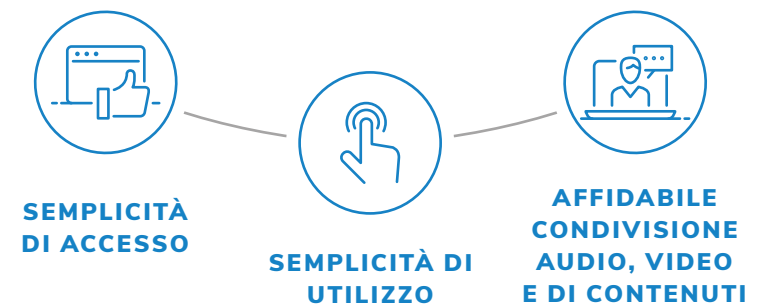 SEMPLICITÀ
DI ACCESSO
SEMPLICITÀ DI
UTILIZZO
AFFIDABILE
CONDIVISIONE
AUDIO, VIDEO
E DI CONTENUTI